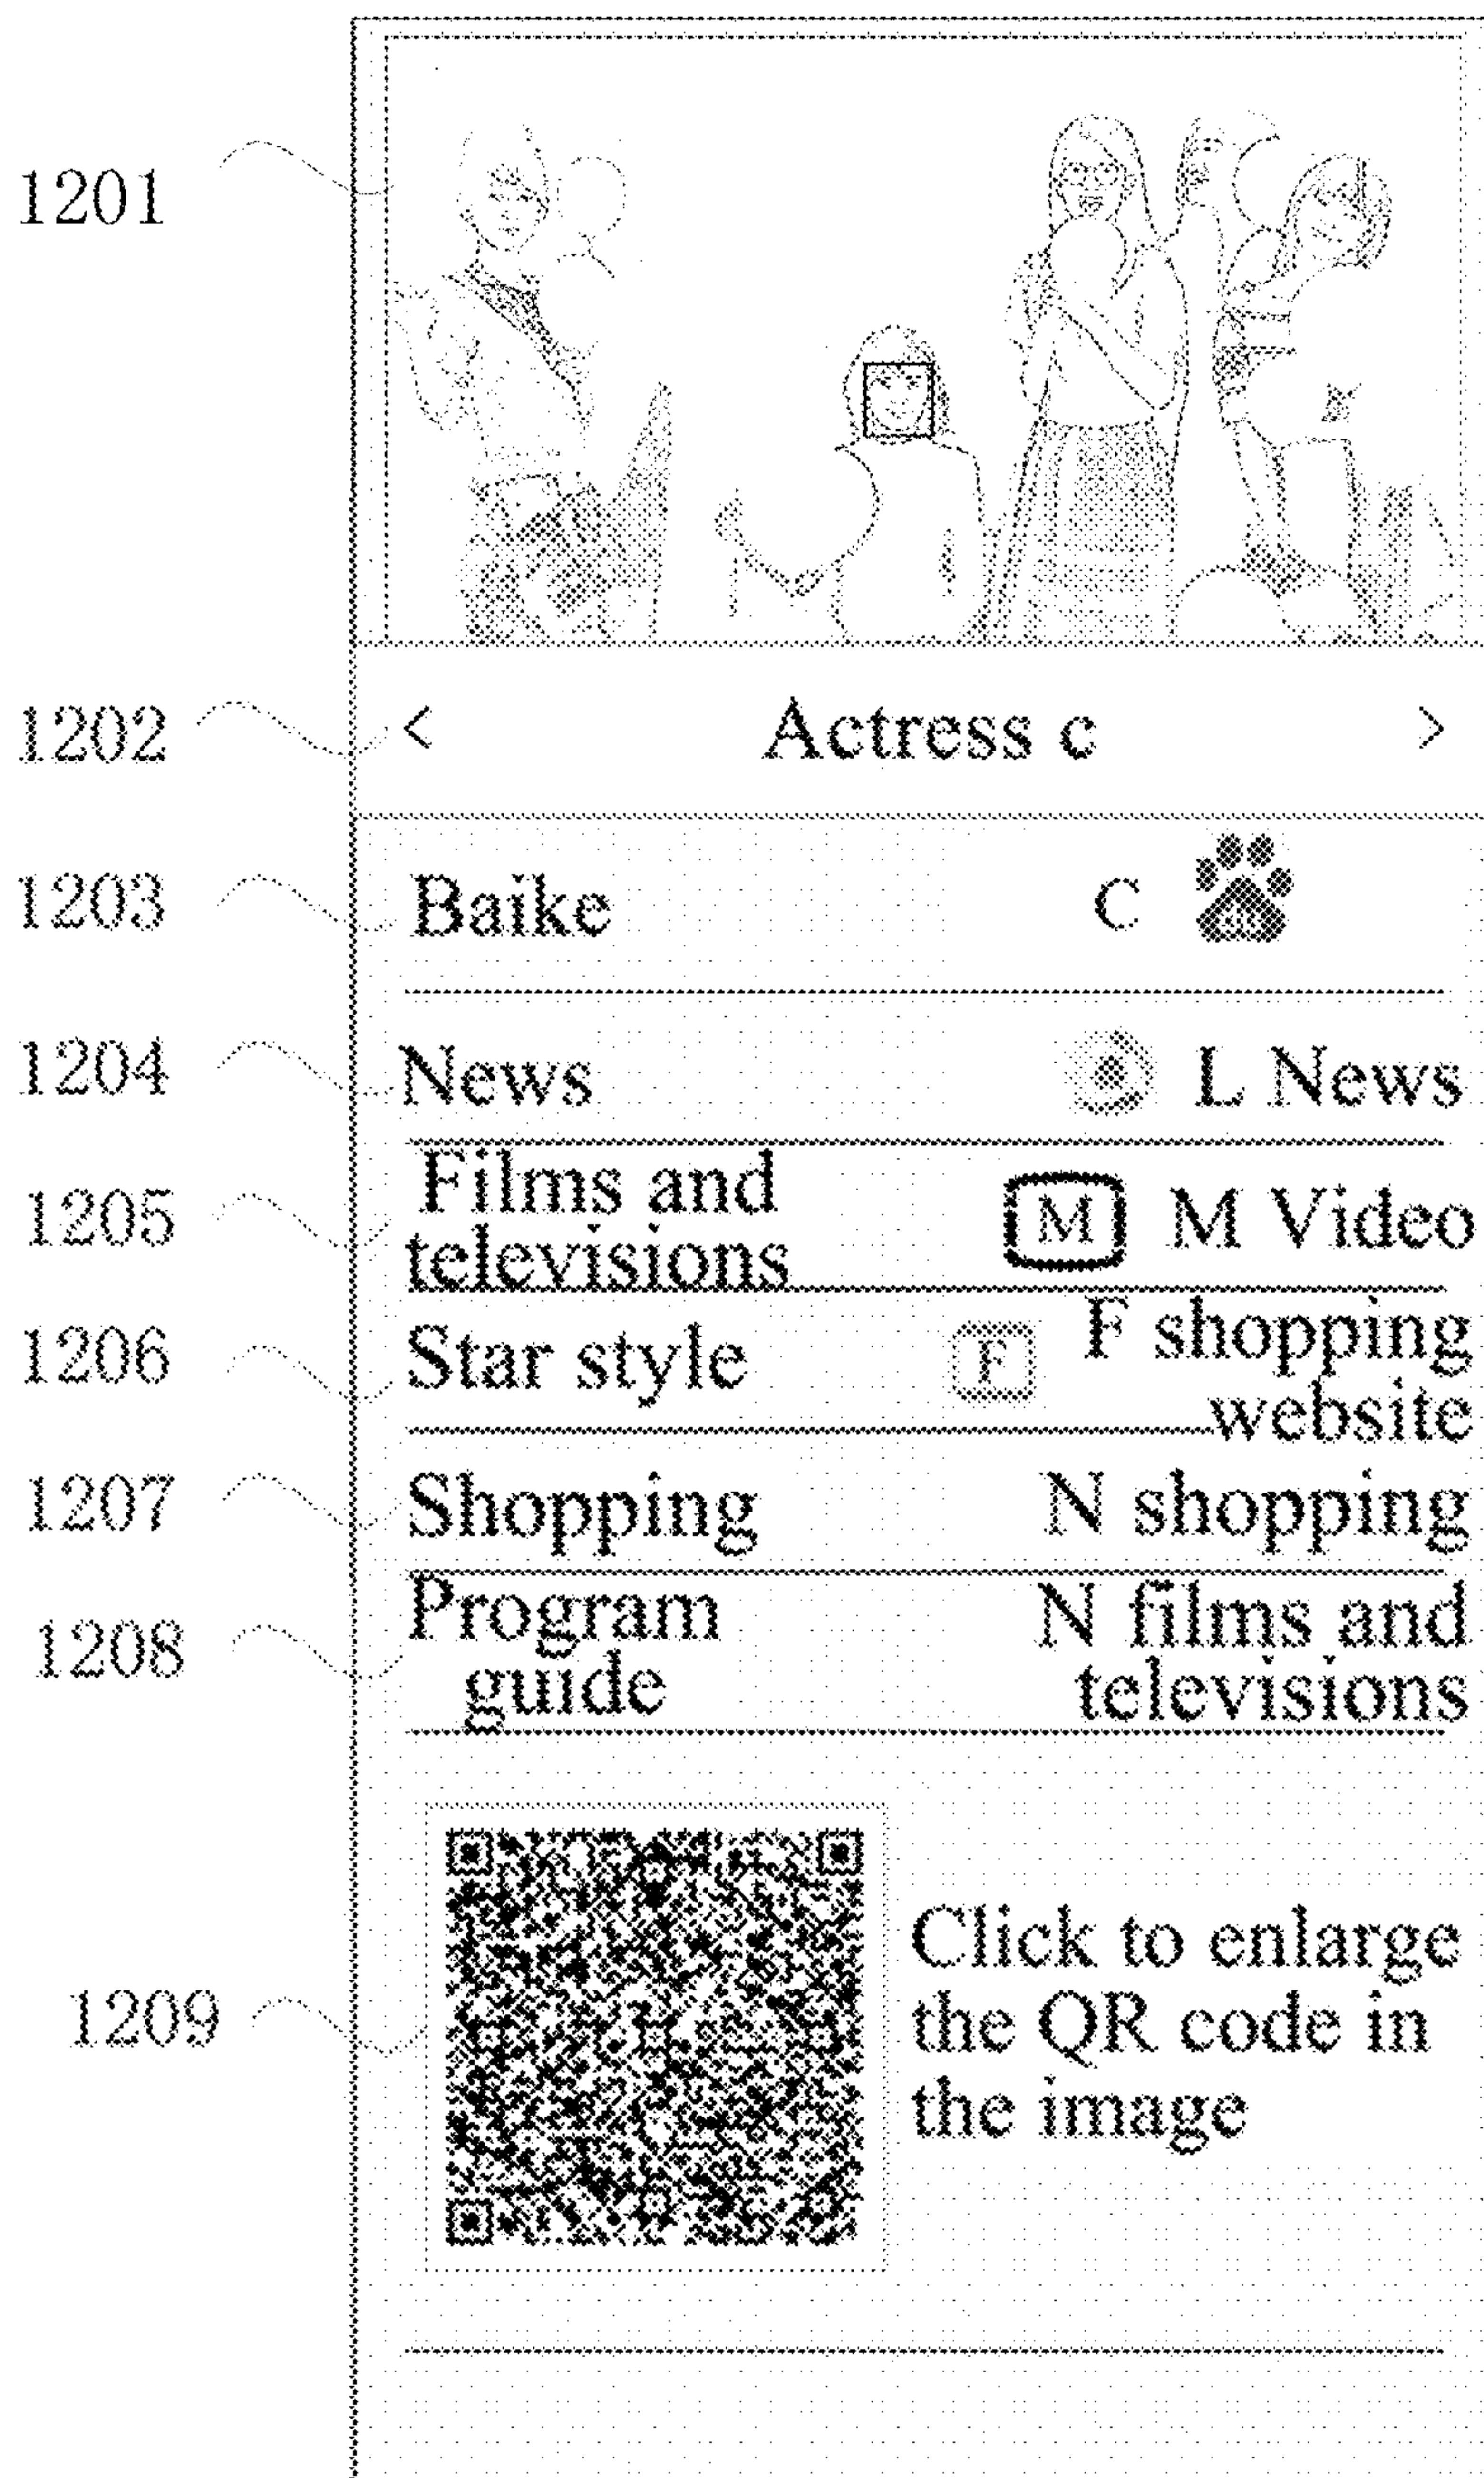 1201
1202 < Actress c >
1203 Baike C
1204 News L News
1205 Films and televisions M M Video
1206 Star style F F shopping website
1207 Shopping N shopping
1208 Program guide N films and televisions
1209 Click to enlarge
the QR code in
the image